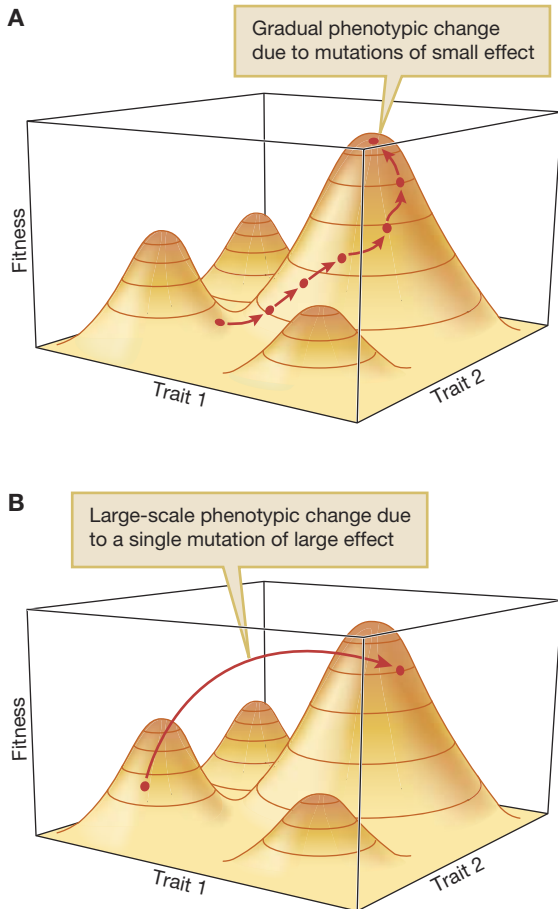 A
Gradual phenotypic change
due to mutations of small effect
Fitness
Trait 1
Trait 2
B
Large-scale phenotypic change due
to a single mutation of large effect
Fitness
Trait 1
Trait 2